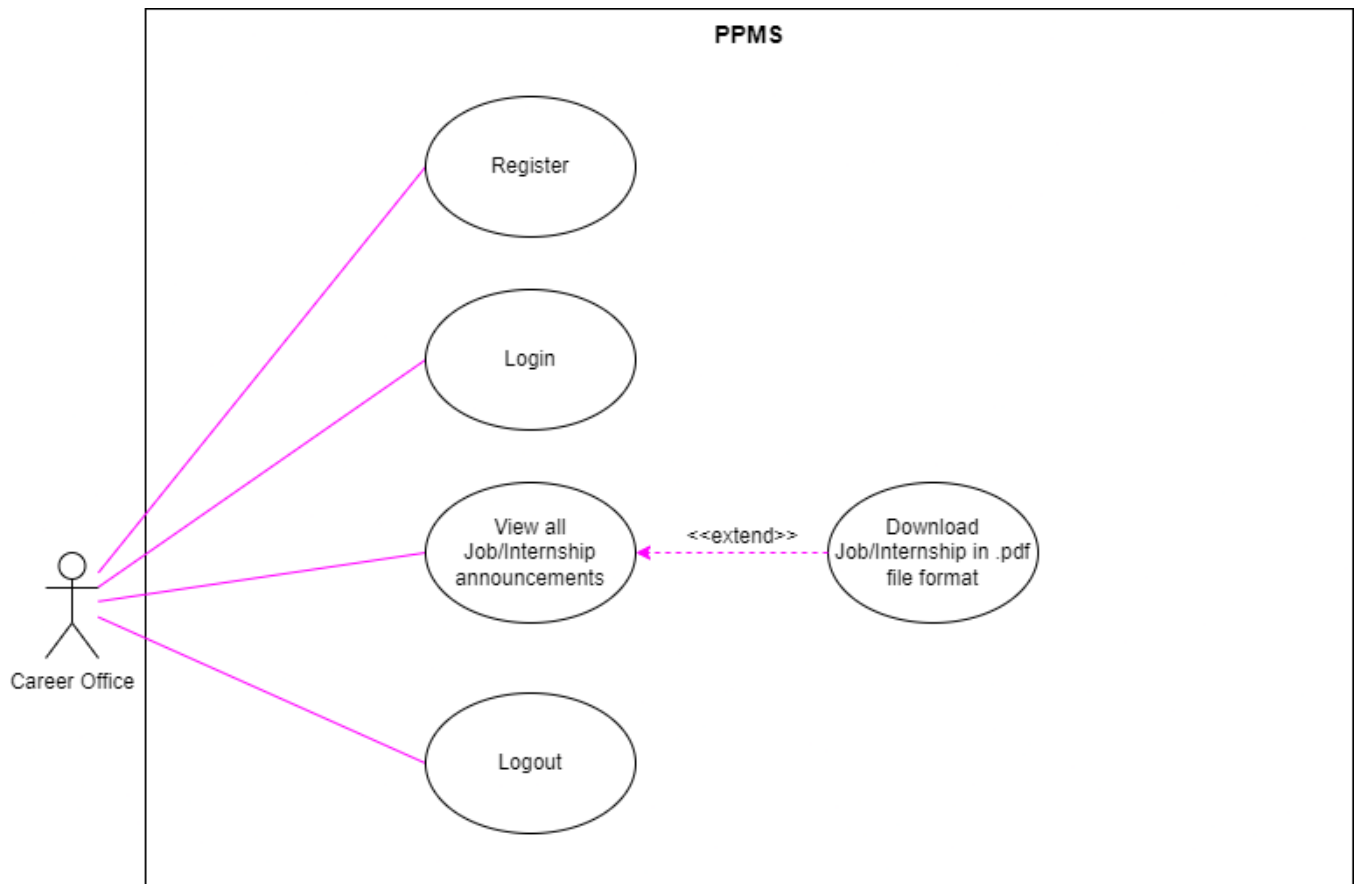 PPMS
Register
Login
View all
Job/Internship
announcements
<<extend>>
Download
Job/Internship in .pdf
file format
Career Office
Logout